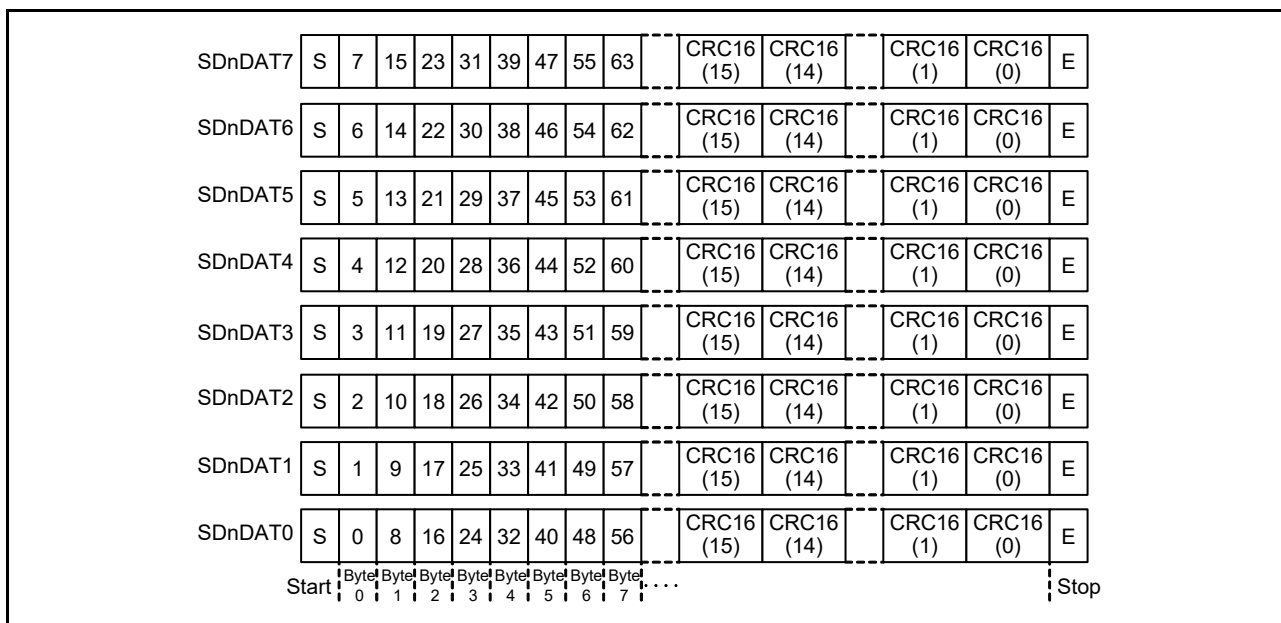 SDnDAT7 S 7 15 23 31 39 47 55 63 CRC16 (15) CRC16 (14) CRC16 (1) CRC16 (0) E
SDnDAT6 S 6 14 22 30 38 46 54 62 CRC16 (15) CRC16 (14) CRC16 (1) CRC16 (0) E
SDnDAT5 S 5 13 21 29 37 45 53 61 CRC16 (15) CRC16 (14) CRC16 (1) CRC16 (0) E
SDnDAT4 S 4 12 20 28 36 44 52 60 CRC16 (15) CRC16 (14) CRC16 (1) CRC16 (0) E
SDnDAT3 S 3 11 19 27 35 43 51 59 CRC16 (15) CRC16 (14) CRC16 (1) CRC16 (0) E
SDnDAT2 S 2 10 18 26 34 42 50 58 CRC16 (15) CRC16 (14) CRC16 (1) CRC16 (0) E
SDnDAT1 S 1 9 17 25 33 41 49 57 CRC16 (15) CRC16 (14) CRC16 (1) CRC16 (0) E
SDnDAT0 S 0 8 16 24 32 40 48 56 CRC16 (15) CRC16 (14) CRC16 (1) CRC16 (0) E
Start Byte 0 Byte 1 Byte 2 Byte 3 Byte 4 Byte 5 Byte 6 Byte 7 . . . . Stop